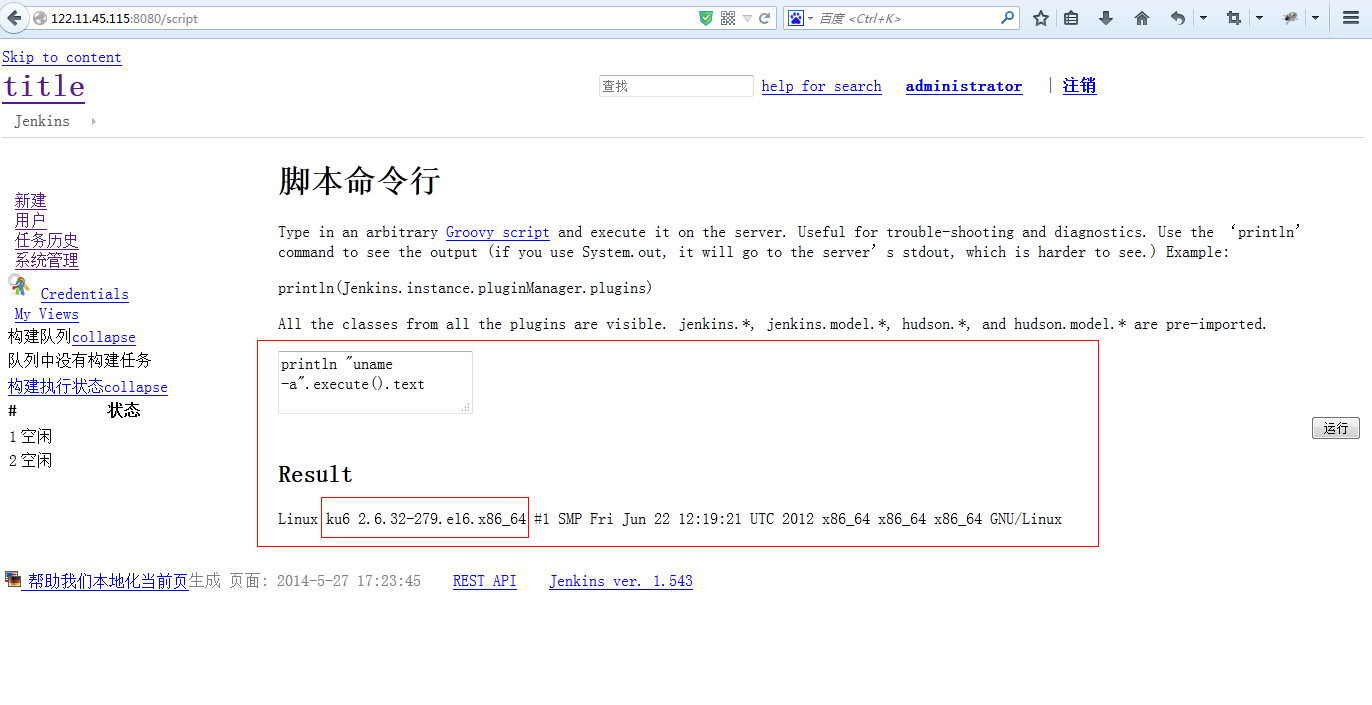 122.11.45.115:8080/script
百度 <Ctrl+K>
Skip to content
title
查找
help for search
administrator
|
注销
Jenkins
脚本命令行
新建
用户
任务历史
系统管理
Credentials
My Views
构建队列collapse
队列中没有构建任务
构建执行状态collapse
# 状态
1 空闲
2 空闲
Type in an arbitrary Groovy script and execute it on the server. Useful for trouble-shooting and diagnostics. Use the ‘println’
command to see the output (if you use System.out, it will go to the server’s stdout, which is harder to see.) Example:
println(Jenkins.instance.pluginManager.plugins)
All the classes from all the plugins are visible. jenkins.*, jenkins.model.*, hudson.*, and hudson.model.* are pre-imported.
println "uname
-a".execute().text
运行
Result
Linux ku6 2.6.32-279.el6.x86_64 #1 SMP Fri Jun 22 12:19:21 UTC 2012 x86_64 x86_64 x86_64 GNU/Linux
帮助我们本地化当前页生成 页面: 2014-5-27 17:23:45 REST API Jenkins ver. 1.543